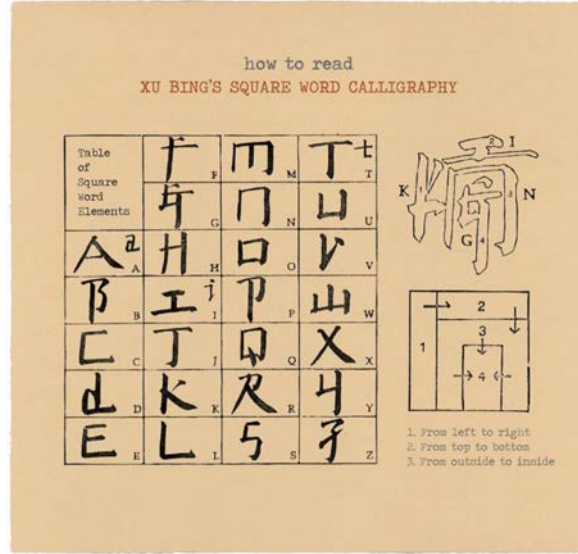 how to read
XU BING'S SQUARE WORD CALLIGRAPHY
Table
of
Square
Word
Elements
F
M
T t
T
G
N
U
A a
A
H
O
V
B
I j
I
P
W
C
J
Q
X
D
K
R
Y
E
L
S
Z
K
I
N
G
1
2
3
4
1. From left to right
2. From top to bottom
3. From outside to inside